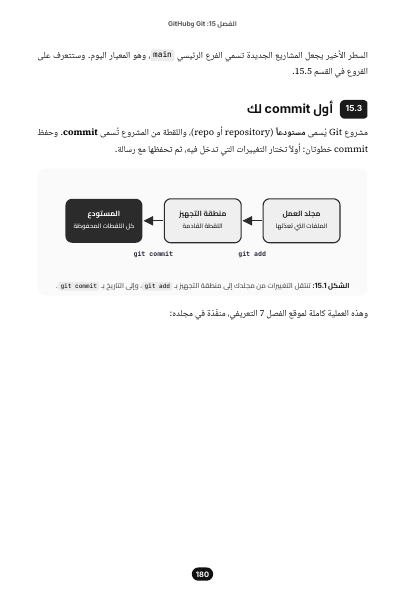 الفصل 15: Git وGitHub
السطر الأخير يجعل المشاريع الجديدة تسمي الفرع الرئيسي main، وهو المعيار اليوم. وستتعرف على
الفروع في القسم 15.5.
15.3 أول commit لك
مشروع Git يُسمى مستودعاً (repository أو repo)، واللقطة من المشروع تُسمى commit. وحفظ
commit خطوتان: أولاً تختار التغييرات التي تدخل فيه، ثم تحفظها مع رسالة.
مجلد العمل
الملفات التي تعدّلها
منطقة التجهيز
اللقطة القادمة
المستودع
كل اللقطات المحفوظة
git add
git commit
الشكل 15.1: تنتقل التغييرات من مجلدك إلى منطقة التجهيز بـ git add، وإلى التاريخ بـ git commit.
وهذه العملية كاملة لموقع الفصل 7 التعريفي، منفّذة في مجلده:
180